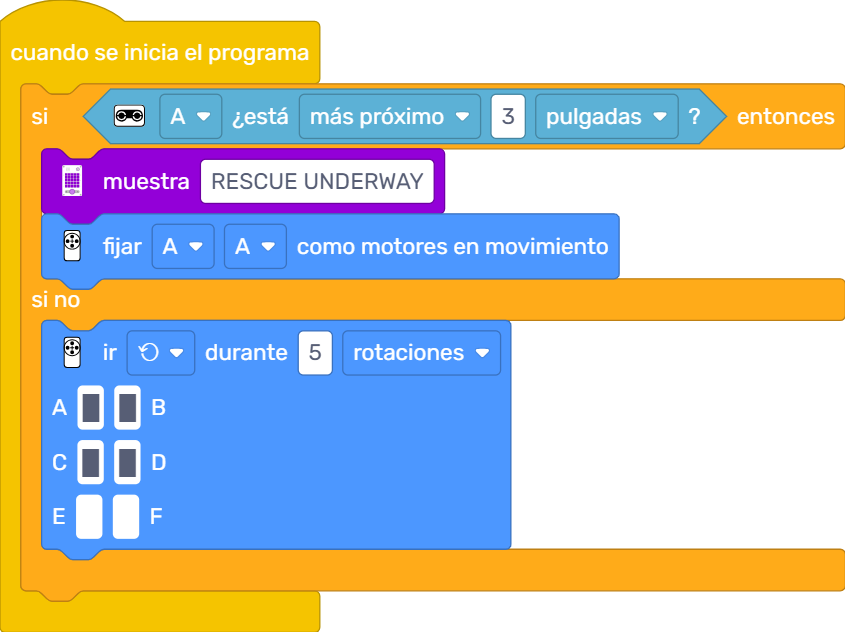 cuando se inicia el programa
si A ¿está más próximo 3 pulgadas ? entonces
muestra RESCUE UNDERWAY
fijar A A como motores en movimiento
si no
ir durante 5 rotaciones
A B
C D
E F